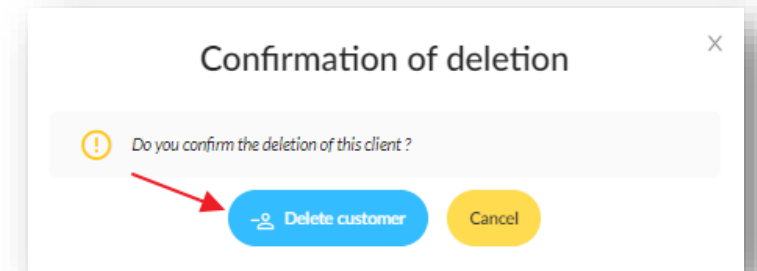 Confirmation of deletion
Do you confirm the deletion of this client ?
Delete customer
Cancel